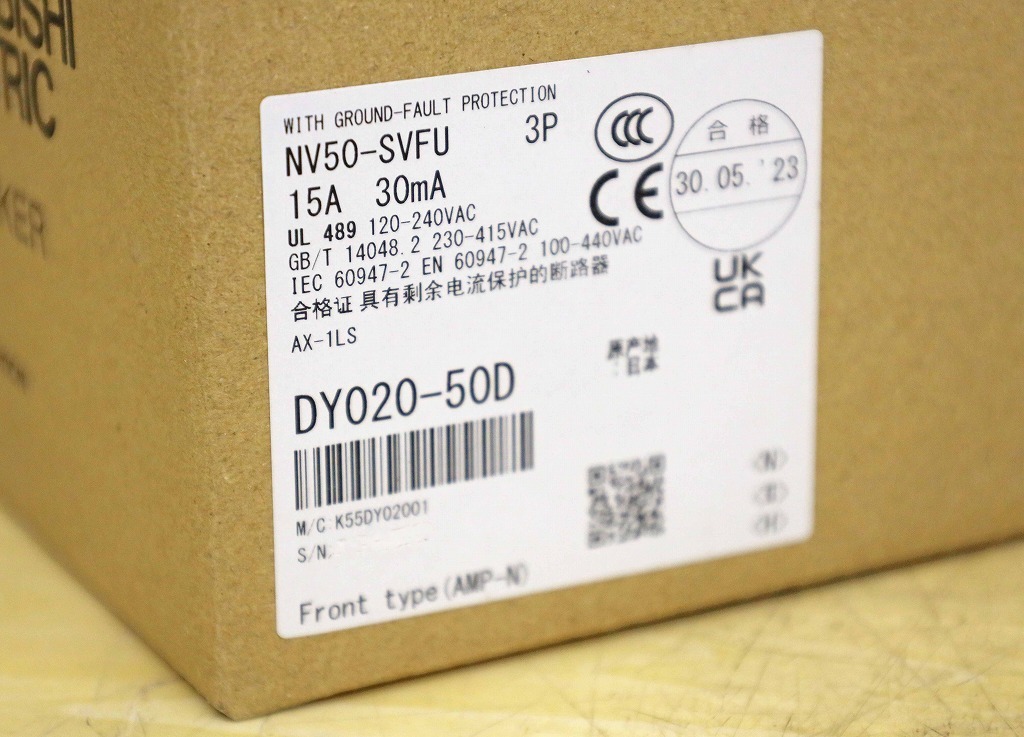 BISHI
TRIC
KER
WITH GROUND-FAULT PROTECTION
NV50-SVFU 3P
15A 30mA
UL 489 120-240VAC
GB/T 14048.2 230-415VAC
IEC 60947-2 EN 60947-2 100-440VAC
合格证 具有剩余电流保护的断路器
AX-1LS
CCC
CE
合 格
30.05.'23
UK
CA
原产地
:日本
DY020-50D
M/C K55DY02001
S/N.
Front type(AMP-N)
(N)
(H)